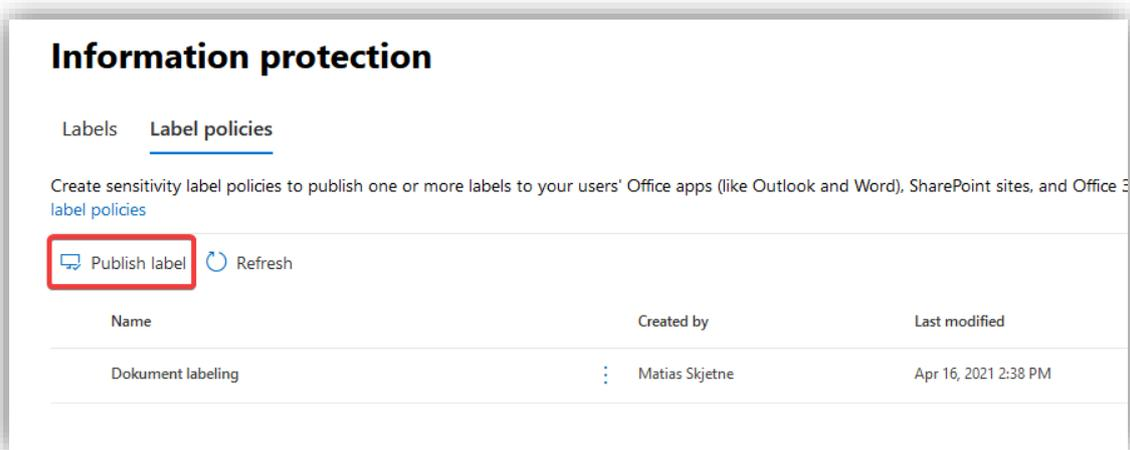 Information protection
Labels Label policies
Create sensitivity label policies to publish one or more labels to your users' Office apps (like Outlook and Word), SharePoint sites, and Office
label policies
Publish label Refresh
Name Created by Last modified
Dokument labeling Matias Skjetne Apr 16, 2021 2:38 PM